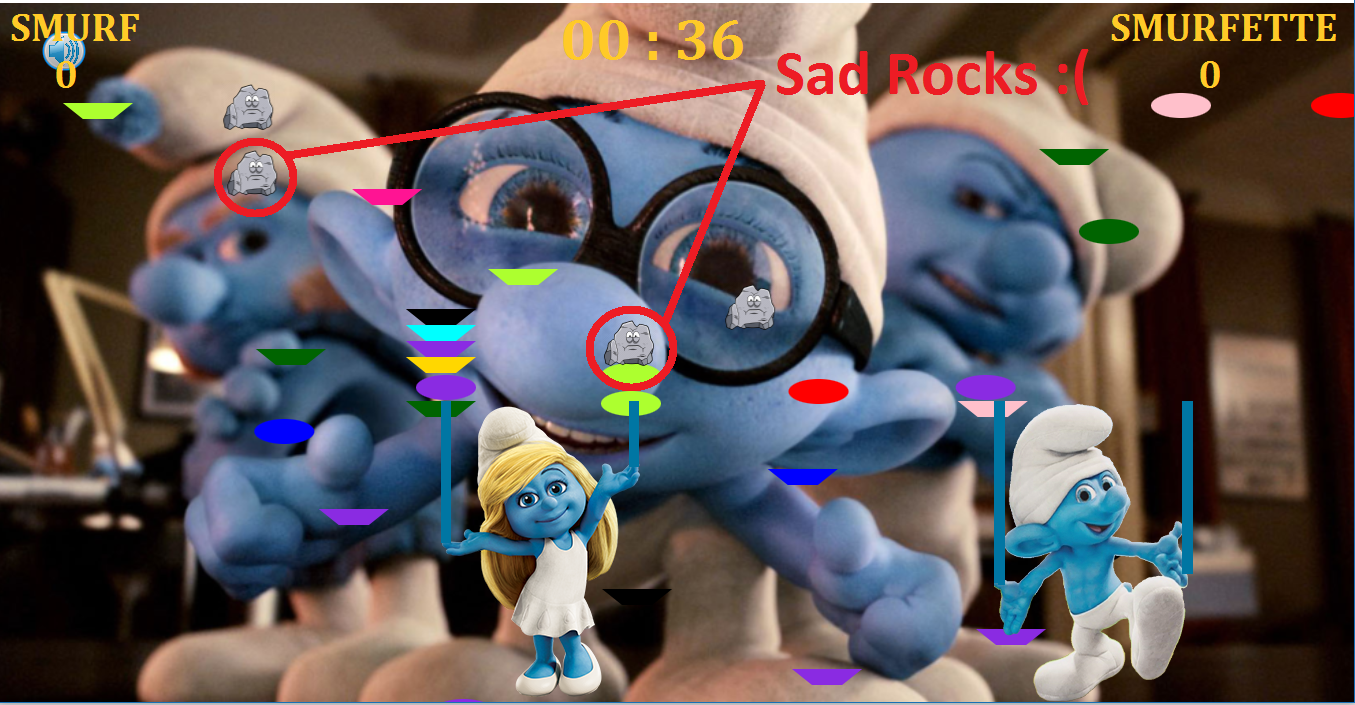 SMURF
0
00:36
Sad Rocks :(
SMURFETTE
0